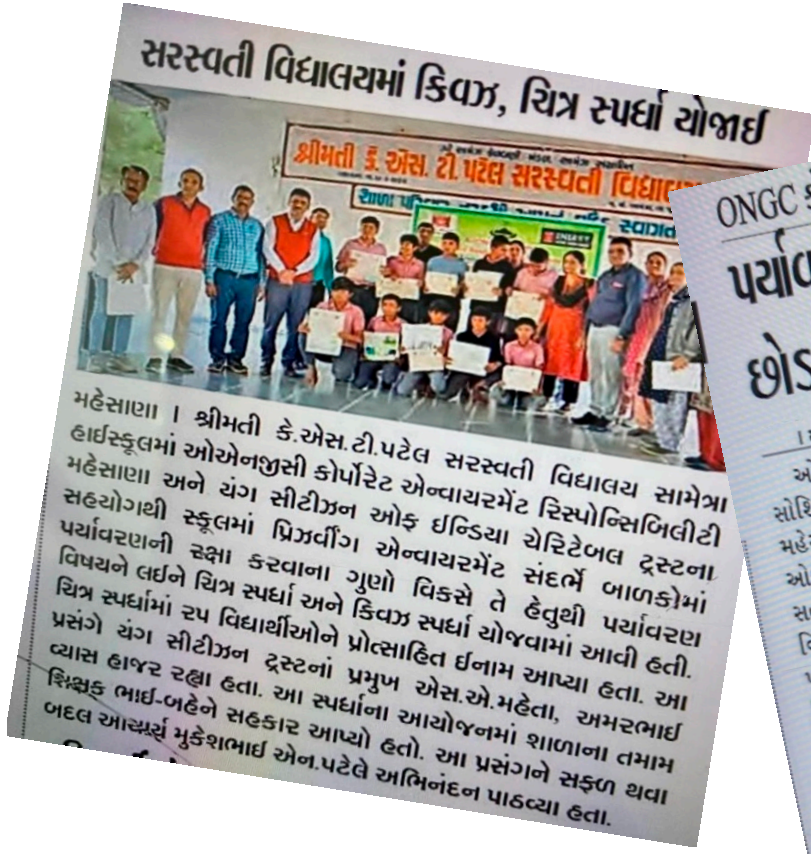 સરસ્વતી વિદ્યાલયમાં ક્વિઝ, ચિત્ર સ્પર્ધા યોજાઈ
શ્રીમતી કે. એસ. ટી. પટેલ સરસ્વતી વિદ્યાલ
શાળા પરિવાર આપશ્રી સ્વાગત
મહેસાણા । શ્રીમતી કે.એસ.ટી.પટેલ સરસ્વતી વિદ્યાલય સામેત્રા
હાઈસ્કૂલમાં ઓએનજીસી કોર્પોરેટ એન્વાયરમેંટ રિસ્પોન્સિબિલીટી
મહેસાણા અને યંગ સીટીઝન ઓફ ઈન્ડિયા ચેરિટેબલ ટ્રસ્ટના
સહયોગથી સ્કૂલમાં પ્રિઝર્વીંગ એન્વાયરમેંટ સંદર્ભે બાળકોમાં
પર્યાવરણની રક્ષા કરવાના ગુણો વિકસે તે હેતુથી પર્યાવરણ
વિષયને લઈને ચિત્ર સ્પર્ધા અને ક્વિઝ સ્પર્ધા યોજવામાં આવી હતી.
ચિત્ર સ્પર્ધામાં ૨૫ વિદ્યાર્થીઓને પ્રોત્સાહિત ઈનામ આપ્યા હતા. આ
પ્રસંગે યંગ સીટીઝન ટ્રસ્ટનાં પ્રમુખ એસ.એ.મહેતા, અમરભાઈ
વ્યાસ હાજર રહ્યા હતા. આ સ્પર્ધાના આયોજનમાં શાળાના તમામ
શિક્ષક ભાઈ-બહેને સહકાર આપ્યો હતો. આ પ્રસંગને સફળ થવા
બદલ આચાર્ય મુકેશભાઈ એન.પટેલે અભિનંદન પાઠવ્યા હતા.
ONGC
પર્યાવ
છોડ